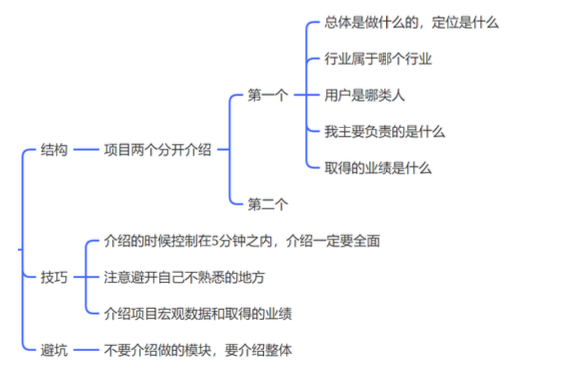 结构
项目两个分开介绍
第一个
总体是做什么的，定位是什么
行业属于哪个行业
用户是哪类人
我主要负责的是什么
取得的业绩是什么
第二个
技巧
介绍的时候控制在5分钟之内，介绍一定要全面
注意避开自己不熟悉的地方
介绍项目宏观数据和取得的业绩
避坑
不要介绍做的模块，要介绍整体